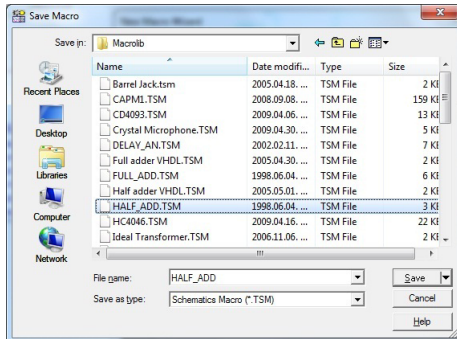 Save Macro
New Macro Wizard
Save in: Macrolib
Name Date modifi... Type Size
Barrel Jack.tsm 2005.04.18. ... TSM File 2 KB
CAPM1.TSM 2008.09.08. ... TSM File 159 KB
CD4093.TSM 2009.04.06. ... TSM File 13 KB
Crystal Microphone.TSM 2009.04.30. ... TSM File 5 KB
DELAY_AN.TSM 2002.02.11. ... TSM File 7 KB
Full adder VHDL.TSM 2005.04.30. ... TSM File 2 KB
FULL_ADD.TSM 1998.06.04. ... TSM File 6 KB
Half adder VHDL.TSM 2005.05.01. ... TSM File 2 KB
HALF_ADD.TSM 1998.06.04. ... TSM File 3 KB
HC4046.TSM 2009.04.16. ... TSM File 22 KB
Ideal Transformer.TSM 2006.11.06. ... TSM File 2 KB
Recent Places
Desktop
Libraries
Computer
Network
File name: HALF_ADD Save
Save as type: Schematics Macro (*.TSM) Cancel
Help